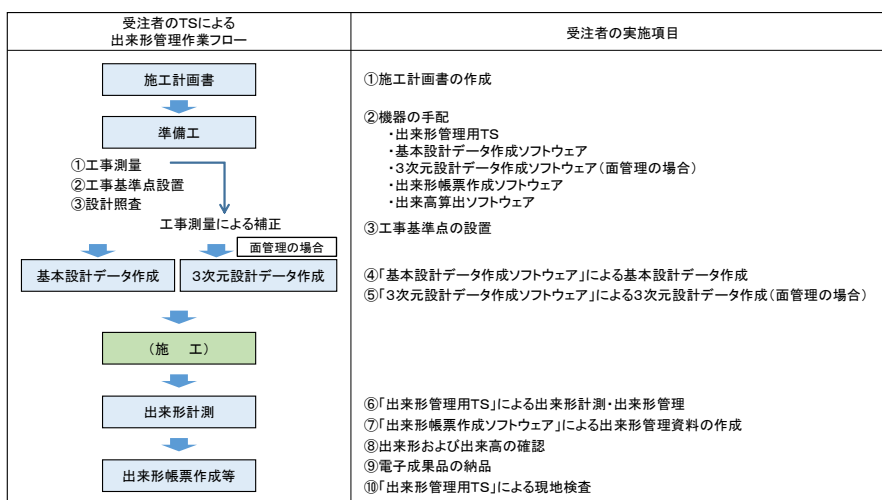 受注者のTSによる
出来形管理作業フロー
受注者の実施項目
施工計画書
準備工
①工事測量
②工事基準点設置
③設計照査
工事測量による補正
面管理の場合
基本設計データ作成
3次元設計データ作成
(施 工)
出来形計測
出来形帳票作成等
①施工計画書の作成
②機器の手配
・出来形管理用TS
・基本設計データ作成ソフトウェア
・3次元設計データ作成ソフトウェア(面管理の場合)
・出来形帳票作成ソフトウェア
・出来高算出ソフトウェア
③工事基準点の設置
④「基本設計データ作成ソフトウェア」による基本設計データ作成
⑤「3次元設計データ作成ソフトウェア」による3次元設計データ作成(面管理の場合)
⑥「出来形管理用TS」による出来形計測・出来形管理
⑦「出来形帳票作成ソフトウェア」による出来形管理資料の作成
⑧出来形および出来高の確認
⑨電子成果品の納品
⑩「出来形管理用TS」による現地検査